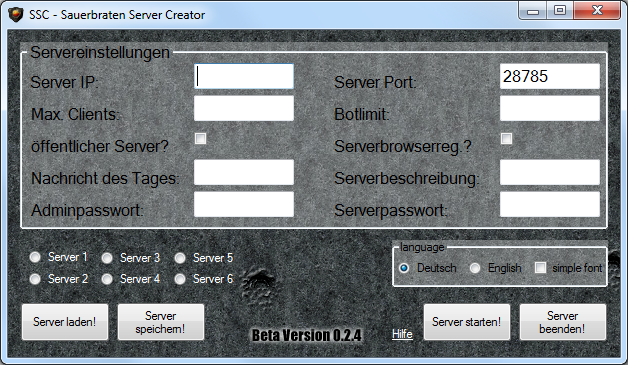 SSC - Sauerbraten Server Creator
Servereinstellungen
Server IP:
Server Port: 28785
Max. Clients:
Botlimit:
öffentlicher Server?
Serverbrowserreg.?
Nachricht des Tages:
Serverbeschreibung:
Adminpasswort:
Serverpasswort:
Server 1 Server 3 Server 5
Server 2 Server 4 Server 6
language
Deutsch English simple font
Server laden!
Server
speichern!
Beta Version 0.2.4
Hilfe
Server starten!
Server
beenden!